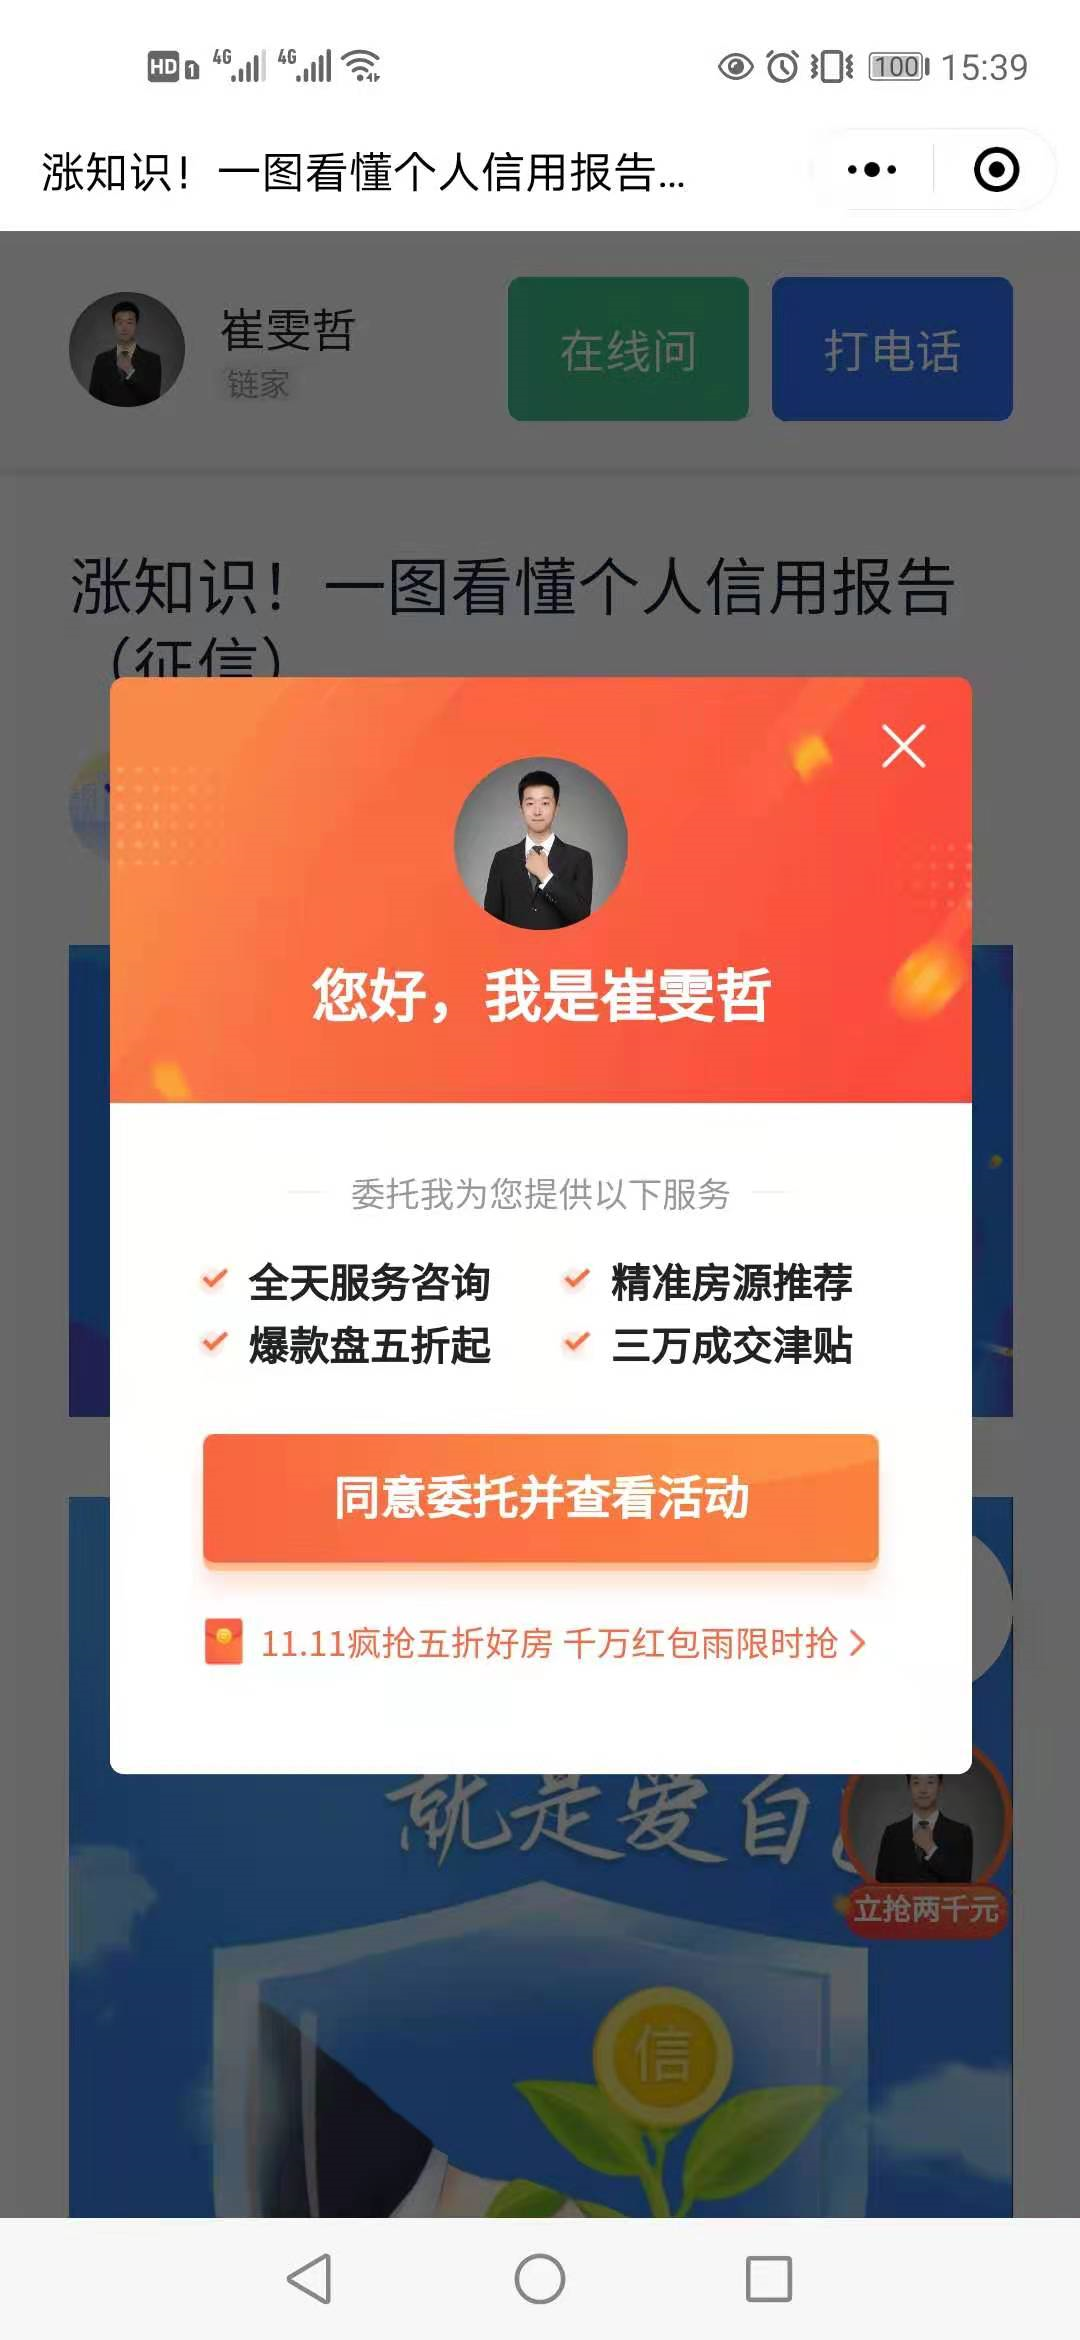 HD 1 4G 4G 100 15:39
涨知识！一图看懂个人信用报告...
崔雯哲
链家
在线问
打电话
涨知识！一图看懂个人信用报告
（征信）
您好，我是崔雯哲
委托我为您提供以下服务
全天服务咨询
精准房源推荐
爆款盘五折起
三万成交津贴
同意委托并查看活动
11.11疯抢五折好房 千万红包雨限时抢
就是爱自
立抢两千元
信